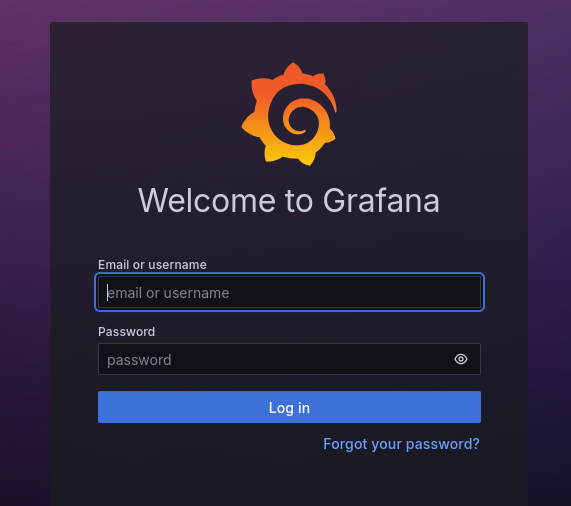 Welcome to Grafana
Email or username
email or username
Password
password
Log in
Forgot your password?